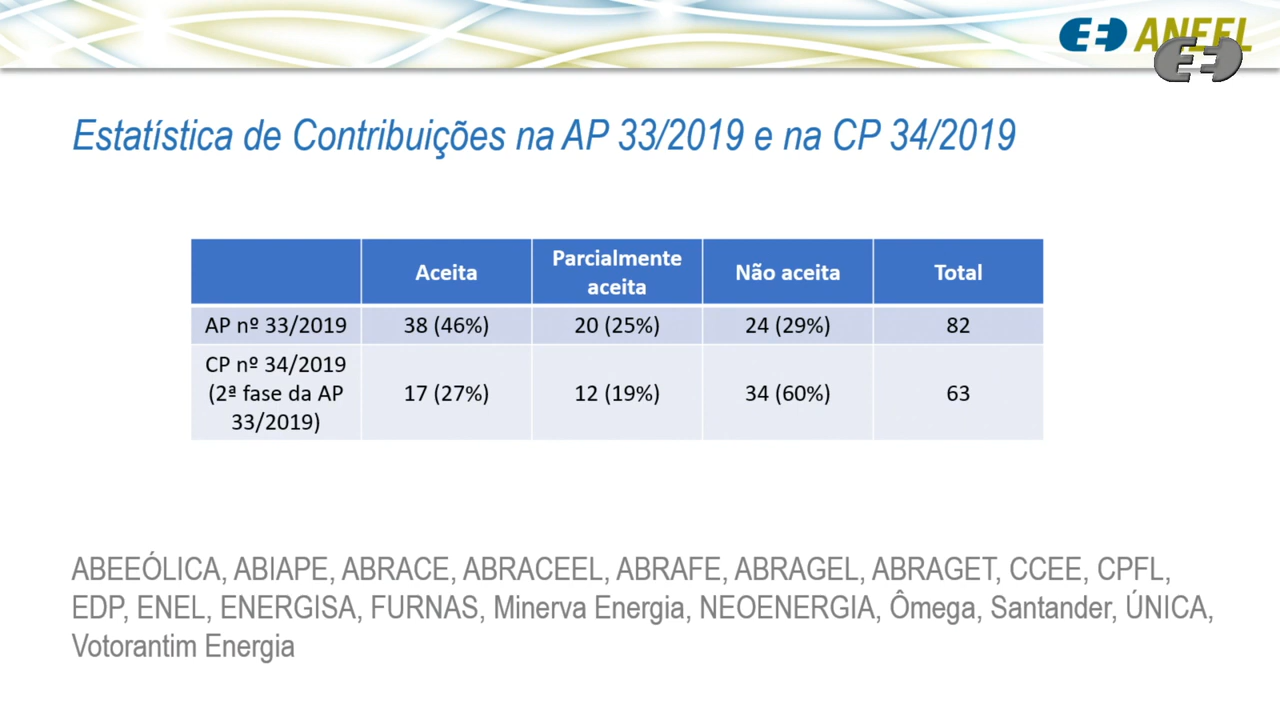 ANEEL
Estatística de Contribuições na AP 33/2019 e na CP 34/2019
Aceita
Parcialmente
aceita
Não aceita
Total
AP nº 33/2019
38 (46%)
20 (25%)
24 (29%)
82
CP nº 34/2019
(2ª fase da AP
33/2019)
17 (27%)
12 (19%)
34 (60%)
63
ABEEÓLICA, ABIAPE, ABRACE, ABRACEEL, ABRAFE, ABRAGEL, ABRAGET, CCEE, CPFL,
EDP, ENEL, ENERGISA, FURNAS, Minerva Energia, NEOENERGIA, Ômega, Santander, ÚNICA,
Votorantim Energia